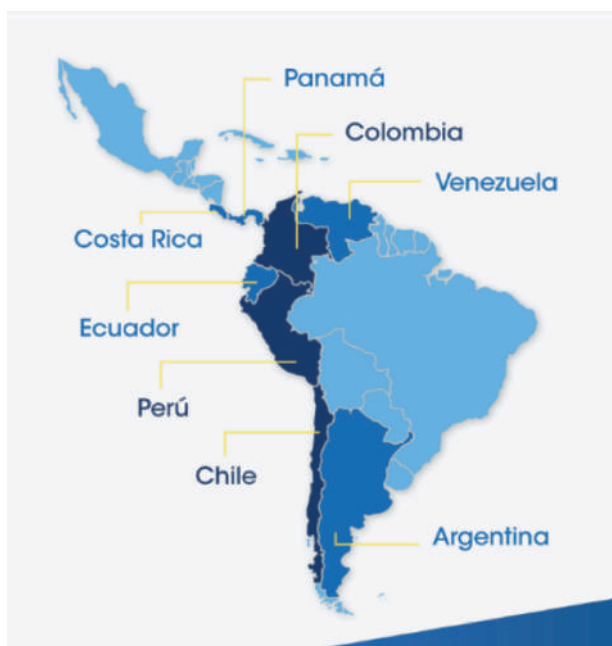 Panamá
Colombia
Venezuela
Costa Rica
Ecuador
Perú
Chile
Argentina